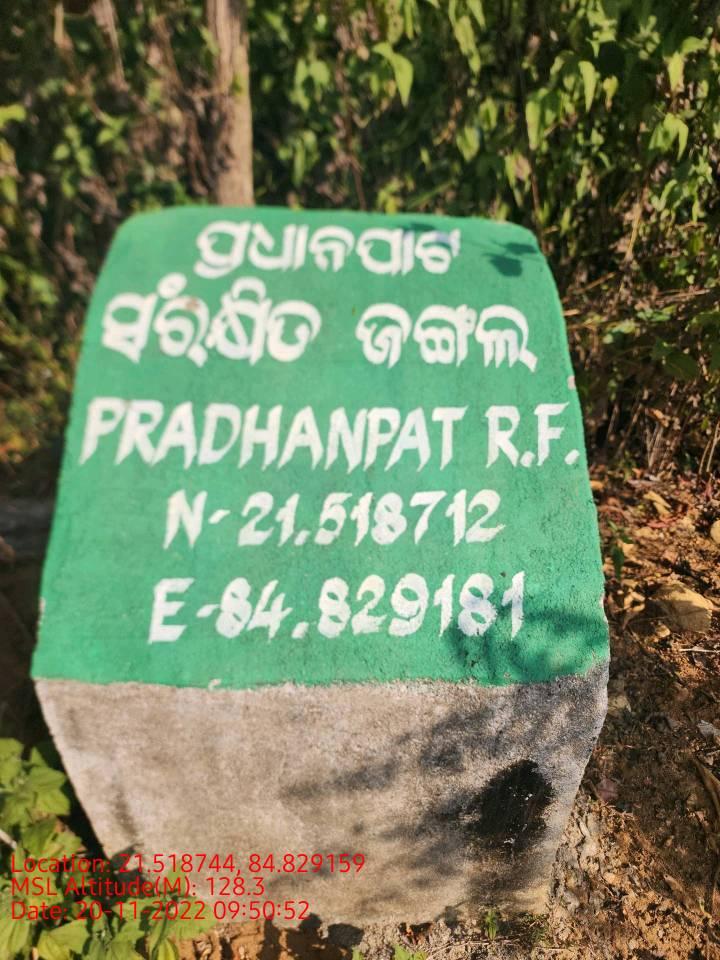 ପ୍ରଧାନପାଟ
ସଂରକ୍ଷିତ ଜଙ୍ଗଲ
PRADHANPAT R.F.
N-21.518712
E-84.829181
Location: 21.518744, 84.829159
MSL Altitude(M): 128.3
Date: 20-11-2022 09:50:52